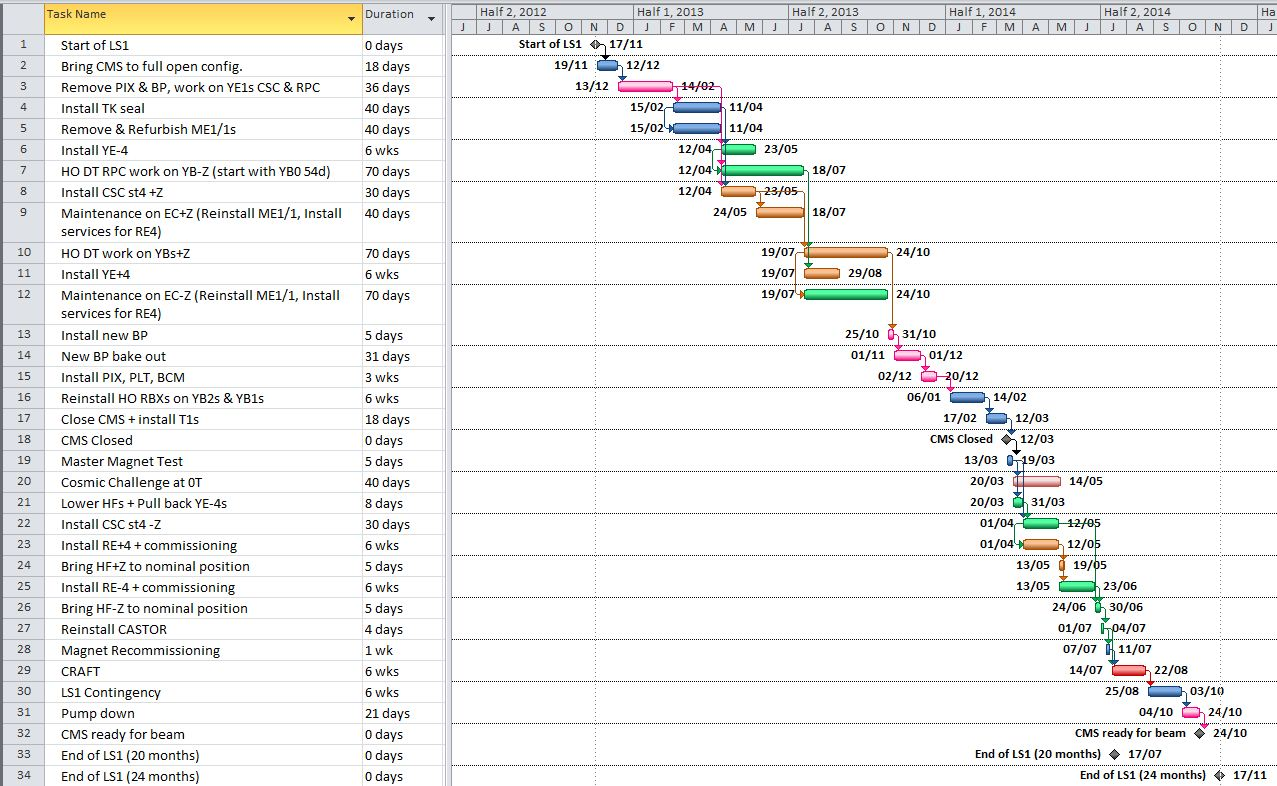 Task Name Duration Half 2, 2012 Half 1, 2013 Half 2, 2013 Half 1, 2014 Half 2, 2014 Ha
J J A S O N D J F M A M J J A S O N D J F M A M J J A S O N D J
1 Start of LS1 0 days Start of LS1 17/11
2 Bring CMS to full open config. 18 days 19/11 12/12
3 Remove PIX & BP, work on YE1s CSC & RPC 36 days 13/12 14/02
4 Install TK seal 40 days 15/02 11/04
5 Remove & Refurbish ME1/1s 40 days 15/02 11/04
6 Install YE-4 6 wks 12/04 23/05
7 HO DT RPC work on YB-Z (start with YB0 54d) 70 days 12/04 18/07
8 Install CSC st4 +Z 30 days 12/04 23/05
9 Maintenance on EC+Z (Reinstall ME1/1, Install 40 days 24/05 18/07
services for RE4)
10 HO DT work on YBs+Z 70 days 19/07 24/10
11 Install YE+4 6 wks 19/07 29/08
12 Maintenance on EC-Z (Reinstall ME1/1, Install 70 days 19/07 24/10
services for RE4)
13 Install new BP 5 days 25/10 31/10
14 New BP bake out 31 days 01/11 01/12
15 Install PIX, PLT, BCM 3 wks 02/12 20/12
16 Reinstall HO RBXs on YB2s & YB1s 6 wks 06/01 14/02
17 Close CMS + install T1s 18 days 17/02 12/03
18 CMS Closed 0 days CMS Closed 12/03
19 Master Magnet Test 5 days 13/03 19/03
20 Cosmic Challenge at 0T 40 days 20/03 14/05
21 Lower HFs + Pull back YE-4s 8 days 20/03 31/03
22 Install CSC st4 -Z 30 days 01/04 12/05
23 Install RE+4 + commissioning 6 wks 01/04 12/05
24 Bring HF+Z to nominal position 5 days 13/05 19/05
25 Install RE-4 + commissioning 6 wks 13/05 23/06
26 Bring HF-Z to nominal position 5 days 24/06 30/06
27 Reinstall CASTOR 4 days 01/07 04/07
28 Magnet Recommissioning 1 wk 07/07 11/07
29 CRAFT 6 wks 14/07 22/08
30 LS1 Contingency 6 wks 25/08 03/10
31 Pump down 21 days 04/10 24/10
32 CMS ready for beam 0 days CMS ready for beam 24/10
33 End of LS1 (20 months) 0 days End of LS1 (20 months) 17/07
34 End of LS1 (24 months) 0 days End of LS1 (24 months) 17/11